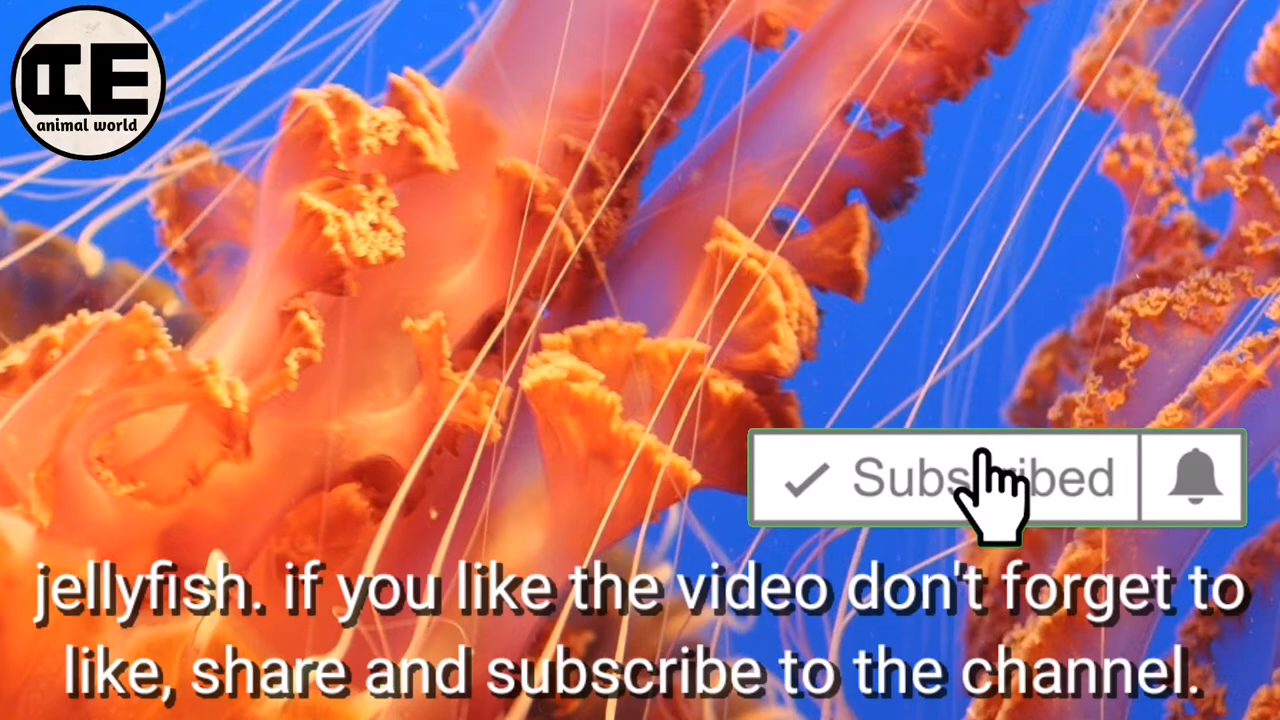 AE
animal world
Subscribed
jellyfish. if you like the video don't forget to
like, share and subscribe to the channel.